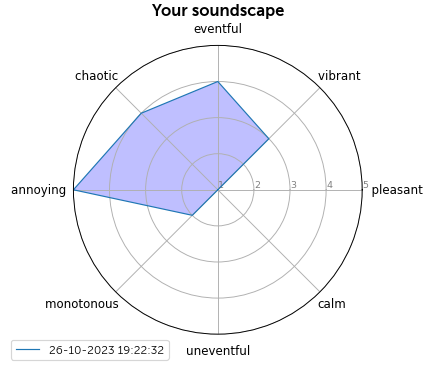 Your soundscape
eventful
chaotic
vibrant
annoying
1 2 3 4 5
pleasant
monotonous
calm
uneventful
26-10-2023 19:22:32